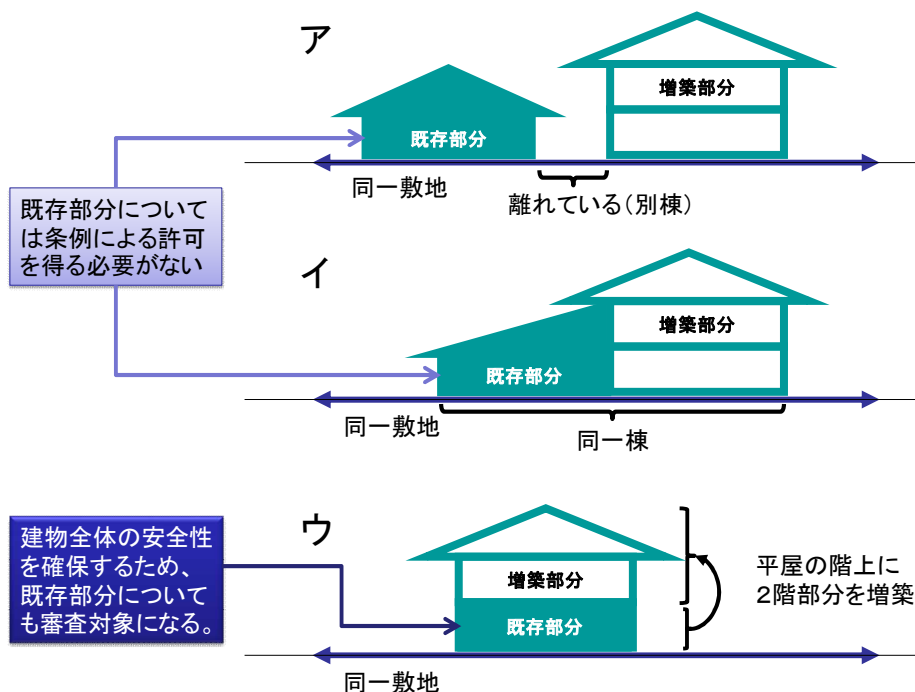 ア
増築部分
既存部分
同一敷地
離れている(別棟)
既存部分について
は条例による許可
を得る必要がない
イ
増築部分
既存部分
同一敷地
同一棟
建物全体の安全性
を確保するため、
既存部分について
も審査対象になる。
ウ
増築部分
既存部分
平屋の階上に
2階部分を増築
同一敷地